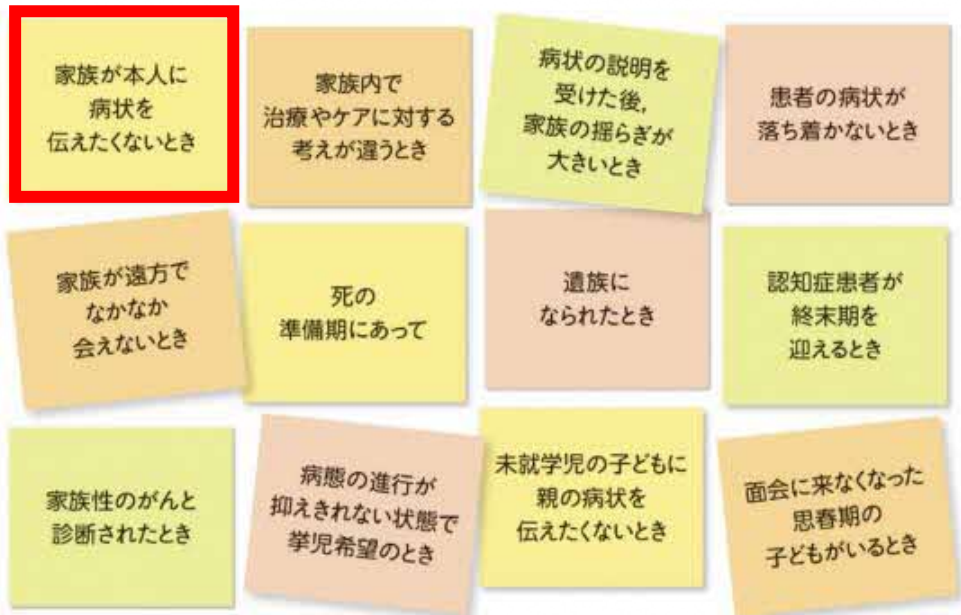 家族が本人に
病状を
伝えたくないとき
家族内で
治療やケアに対する
考えが違うとき
病状の説明を
受けた後,
家族の揺らぎが
大きいとき
患者の病状が
落ち着かないとき
家族が遠方で
なかなか
会えないとき
死の
準備期にあって
遺族に
なられたとき
認知症患者が
終末期を
迎えるとき
家族性のがんと
診断されたとき
病態の進行が
抑えきれない状態で
挙児希望のとき
未就学児の子どもに
親の病状を
伝えたくないとき
面会に来なくなった
思春期の
子どもがいるとき